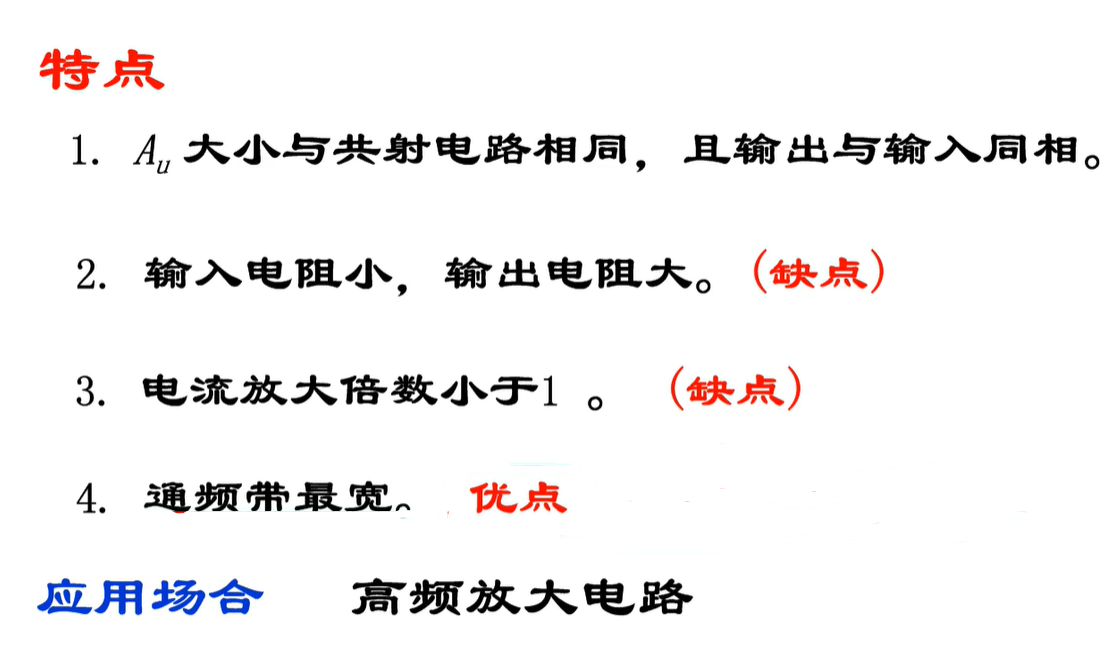 特点
1. Au 大小与共射电路相同，且输出与输入同相。
2. 输入电阻小，输出电阻大。(缺点)
3. 电流放大倍数小于1 。 (缺点)
4. 通频带最宽。 优点
应用场合 高频放大电路